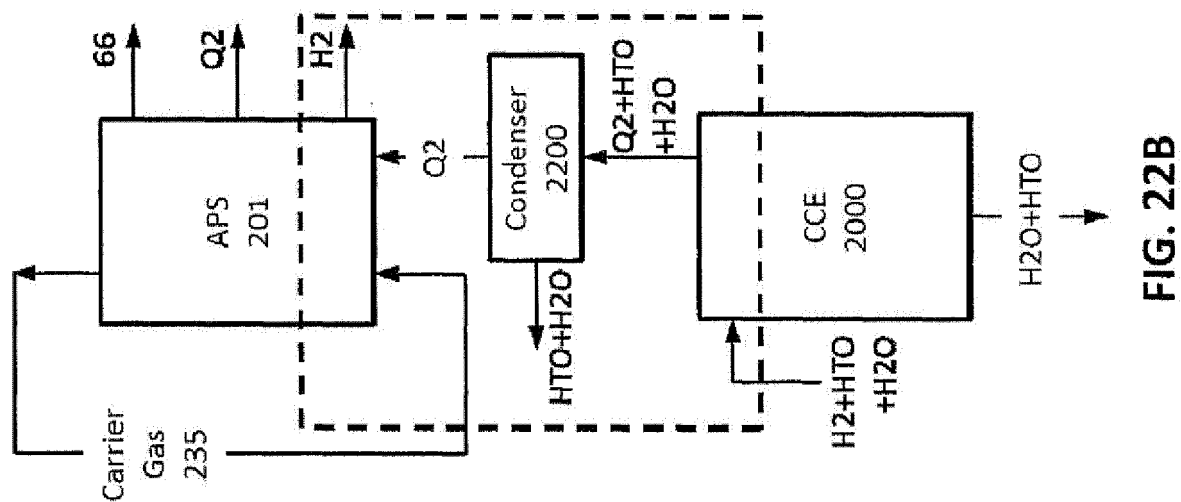 66
Q2
H2
APS
201
Q2
Condenser
2200
Q2+HTO
+H2O
HTO+H2O
Carrier
Gas 235
CCE
2000
H2+HTO
+H2O
H2O+HTO
FIG. 22B